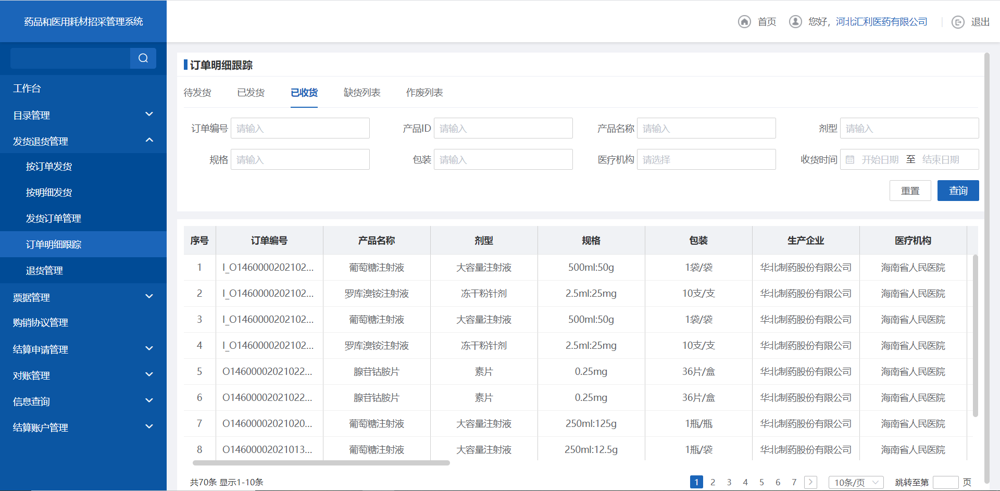 药品和医用耗材招采管理系统
首页
您好，河北汇利医药有限公司
退出
工作台
目录管理
发货退货管理
按订单发货
按明细发货
发货订单管理
订单明细跟踪
退货管理
票据管理
购销协议管理
结算申请管理
对账管理
信息查询
结算账户管理
订单明细跟踪
待发货 已发货 已收货 缺货列表 作废列表
订单编号 请输入 产品ID 请输入 产品名称 请输入 剂型 请输入
规格 请输入 包装 请输入 医疗机构 请选择 收货时间 开始日期 至 结束日期
重置 查询
序号 订单编号 产品名称 剂型 规格 包装 生产企业 医疗机构
1 I_O1460000202102... 葡萄糖注射液 大容量注射液 500ml:50g 1袋/袋 华北制药股份有限公司 海南省人民医院
2 I_O1460000202102... 罗库溴铵注射液 冻干粉针剂 2.5ml:25mg 10支/支 华北制药股份有限公司 海南省人民医院
3 I_O1460000202102... 葡萄糖注射液 大容量注射液 500ml:50g 1袋/袋 华北制药股份有限公司 海南省人民医院
4 I_O1460000202102... 罗库溴铵注射液 冻干粉针剂 2.5ml:25mg 10支/支 华北制药股份有限公司 海南省人民医院
5 O14600002021022... 腺苷钴胺片 素片 0.25mg 36片/盒 华北制药股份有限公司 海南省人民医院
6 O14600002021022... 腺苷钴胺片 素片 0.25mg 36片/盒 华北制药股份有限公司 海南省人民医院
7 O14600002021020... 葡萄糖注射液 大容量注射液 250ml:125g 1瓶/瓶 华北制药股份有限公司 海南省人民医院
8 O14600002021013... 葡萄糖注射液 大容量注射液 250ml:12.5g 1瓶/袋 华北制药股份有限公司 海南省人民医院
共70条 显示1-10条 1 2 3 4 5 6 7 10条/页 跳转至第 页